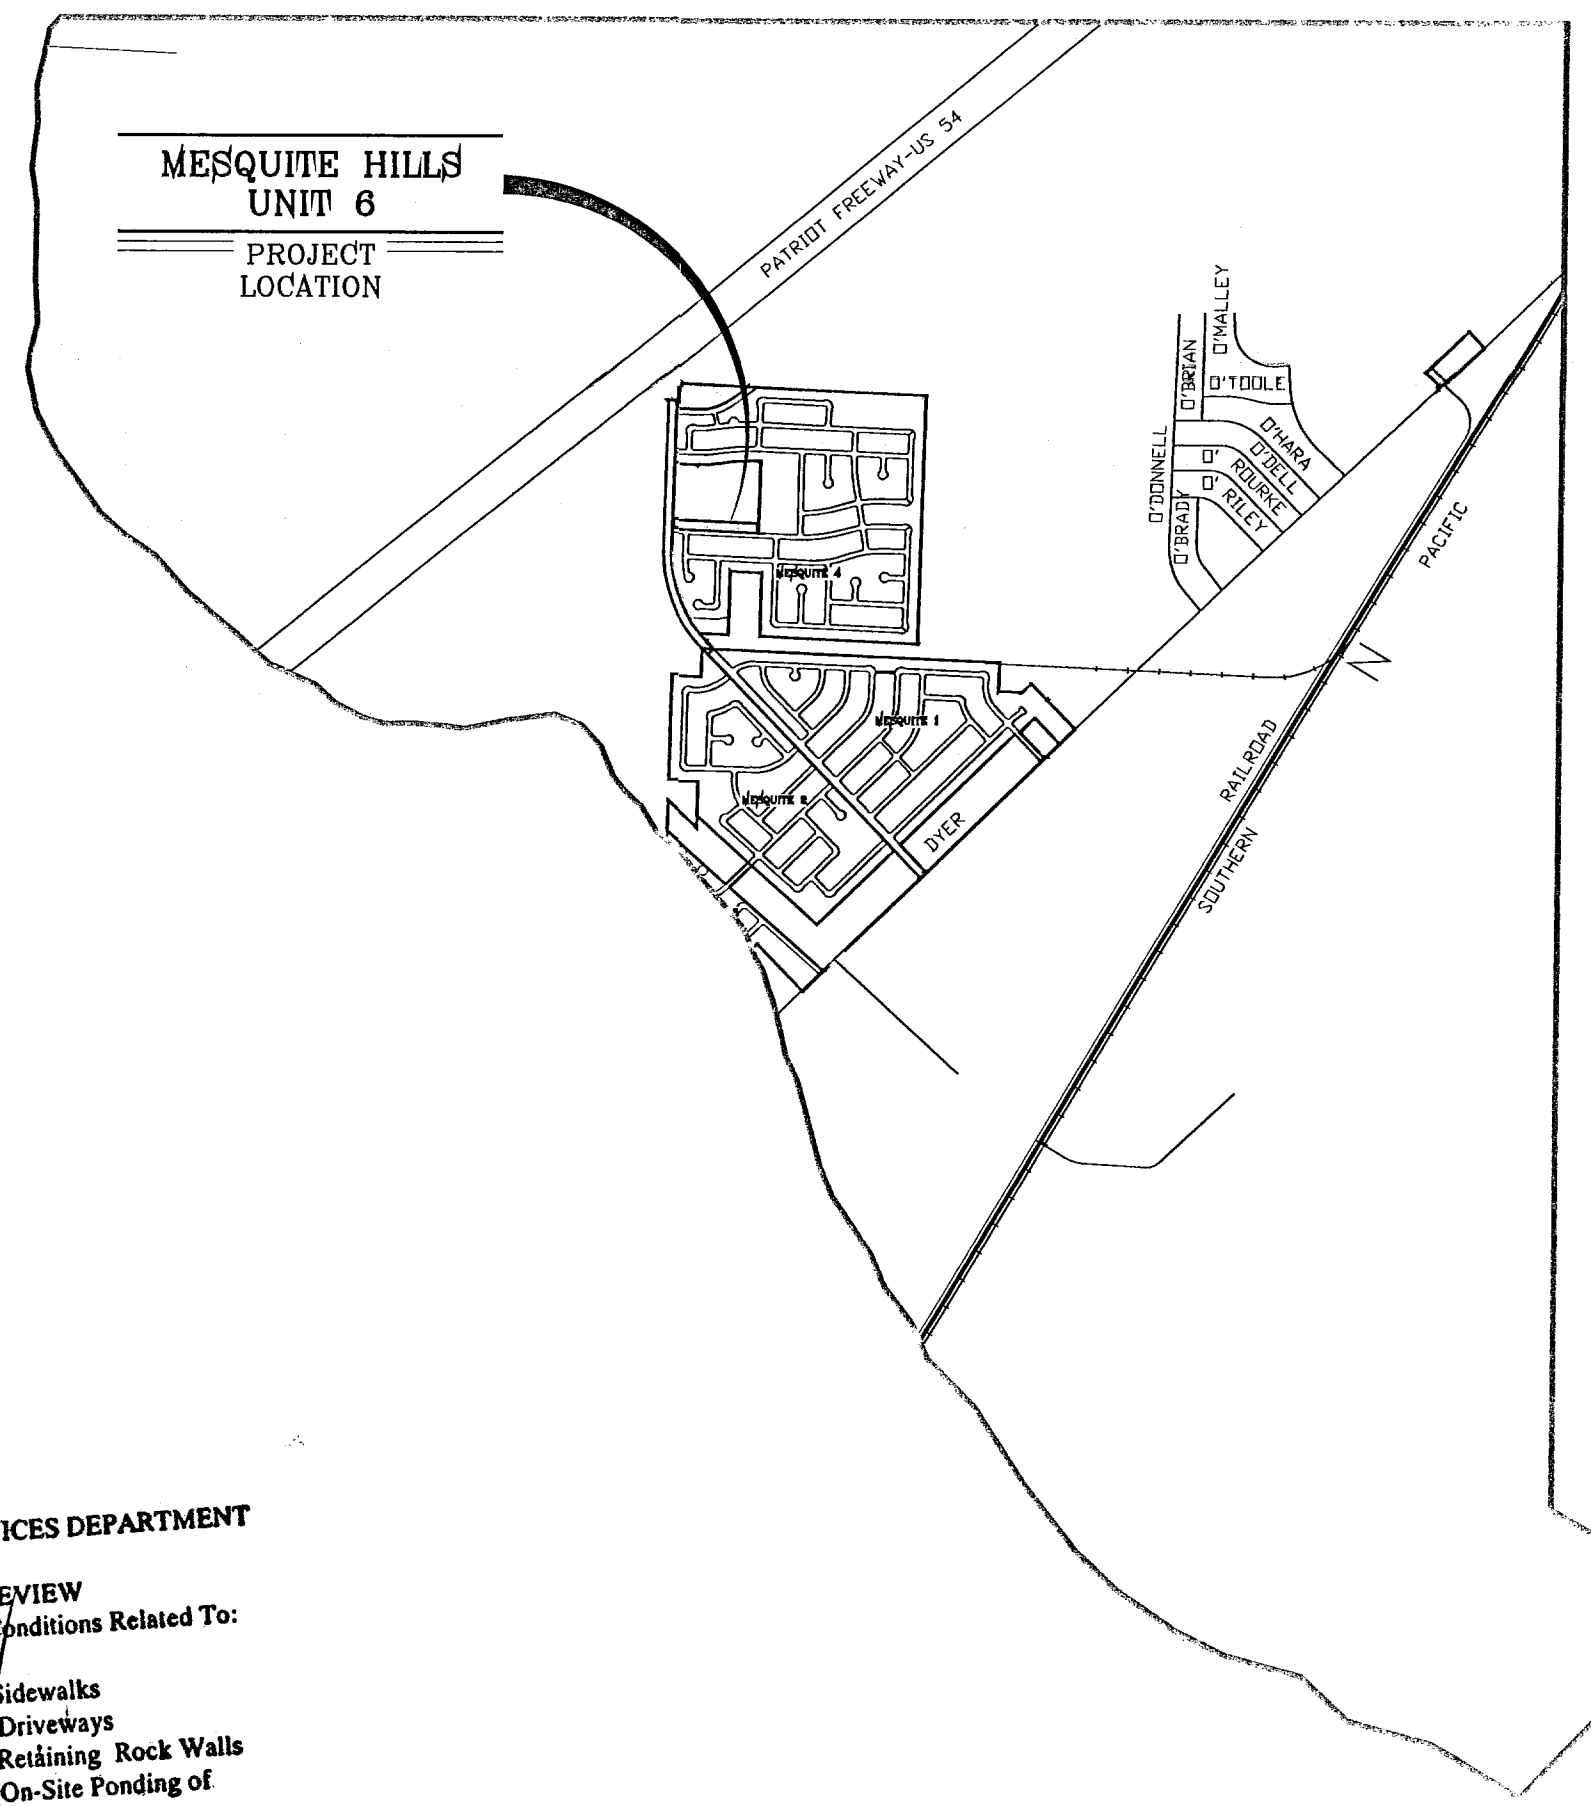 MESQUITE HILLS
UNIT 6
PROJECT
LOCATION
PATRIOT FREEWAY-US 54
O'MALLEY
O'BRIAN
O'TOOLE
O'HARA
O'DELL
O' ROURKE
O' RILEY
O'DONNELL
O'BRADY
PACIFIC
N
MESQUITE 4
MESQUITE 1
MESQUITE 2
DYER
RAILROAD
SOUTHERN
ICES DEPARTMENT
EVIEW
onditions Related To:
Sidewalks
Driveways
Retaining Rock Walls
On-Site Ponding of